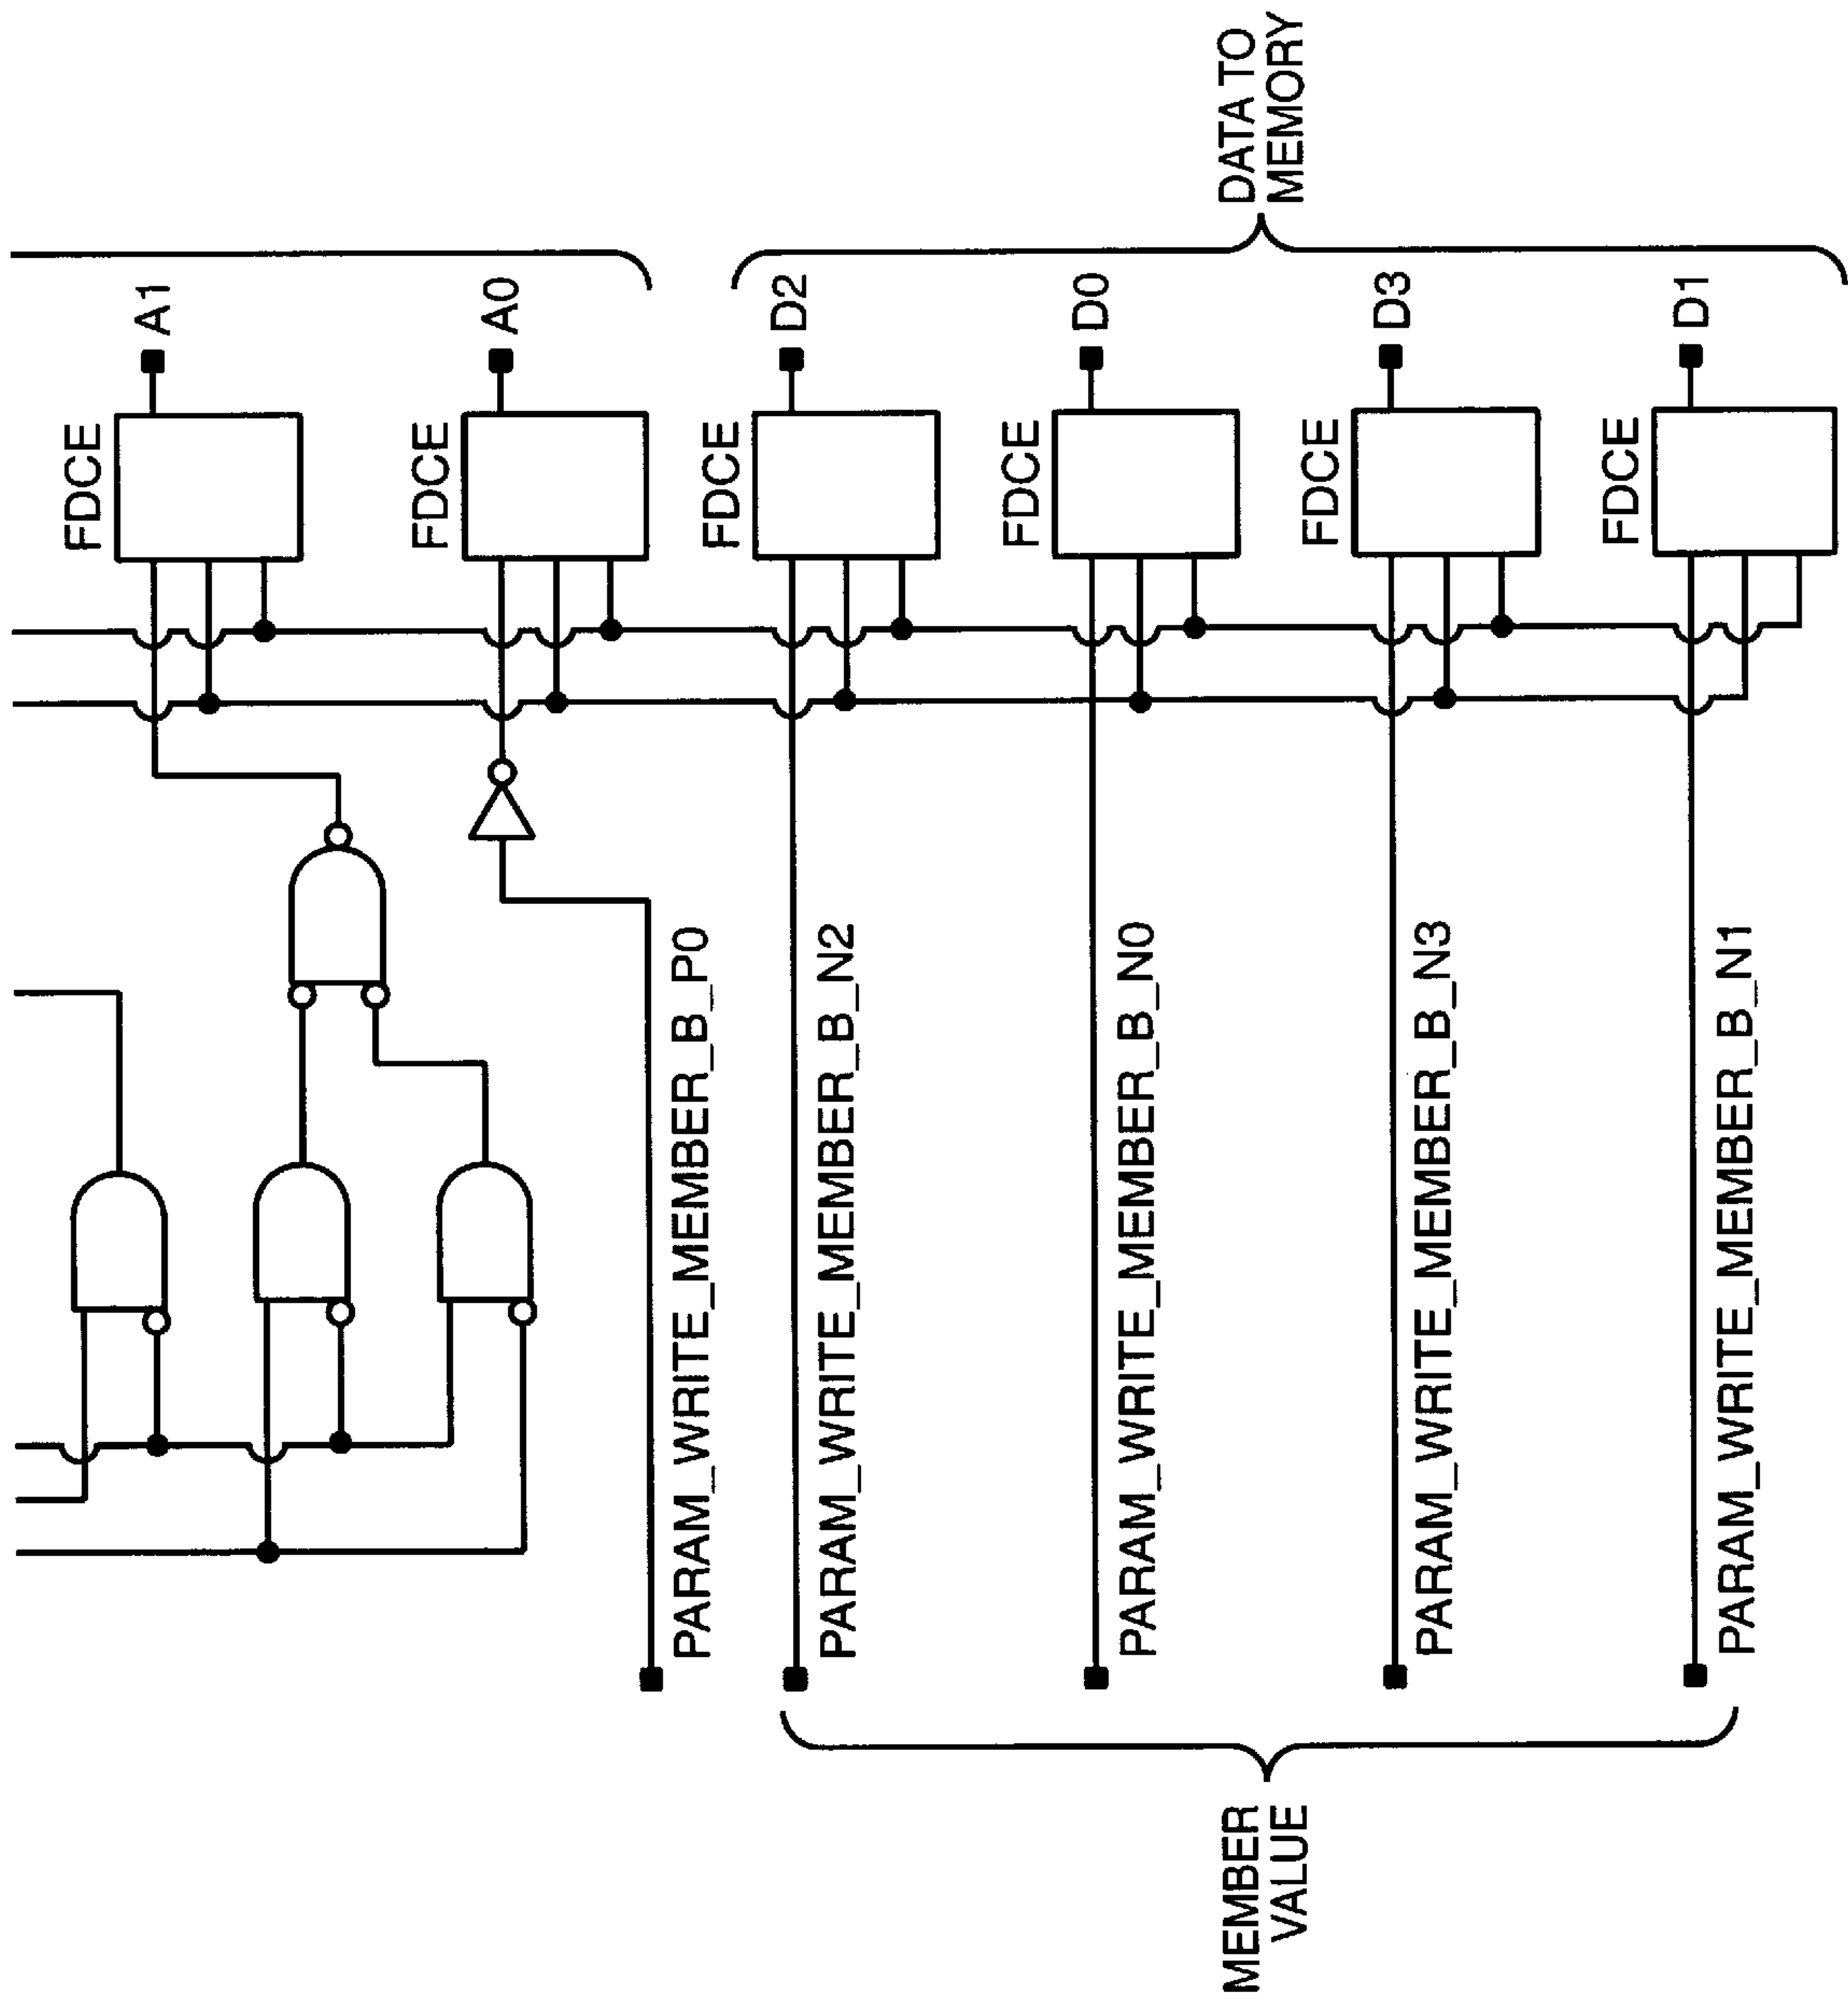 FDCE
A1
FDCE
A0
PARAM_WRITE_MEMBER_B_P0
FDCE
D2
PARAM_WRITE_MEMBER_B_N2
FDCE
D0
PARAM_WRITE_MEMBER_B_N0
MEMBER
VALUE
DATA TO
MEMORY
FDCE
D3
PARAM_WRITE_MEMBER_B_N3
FDCE
D1
PARAM_WRITE_MEMBER_B_N1